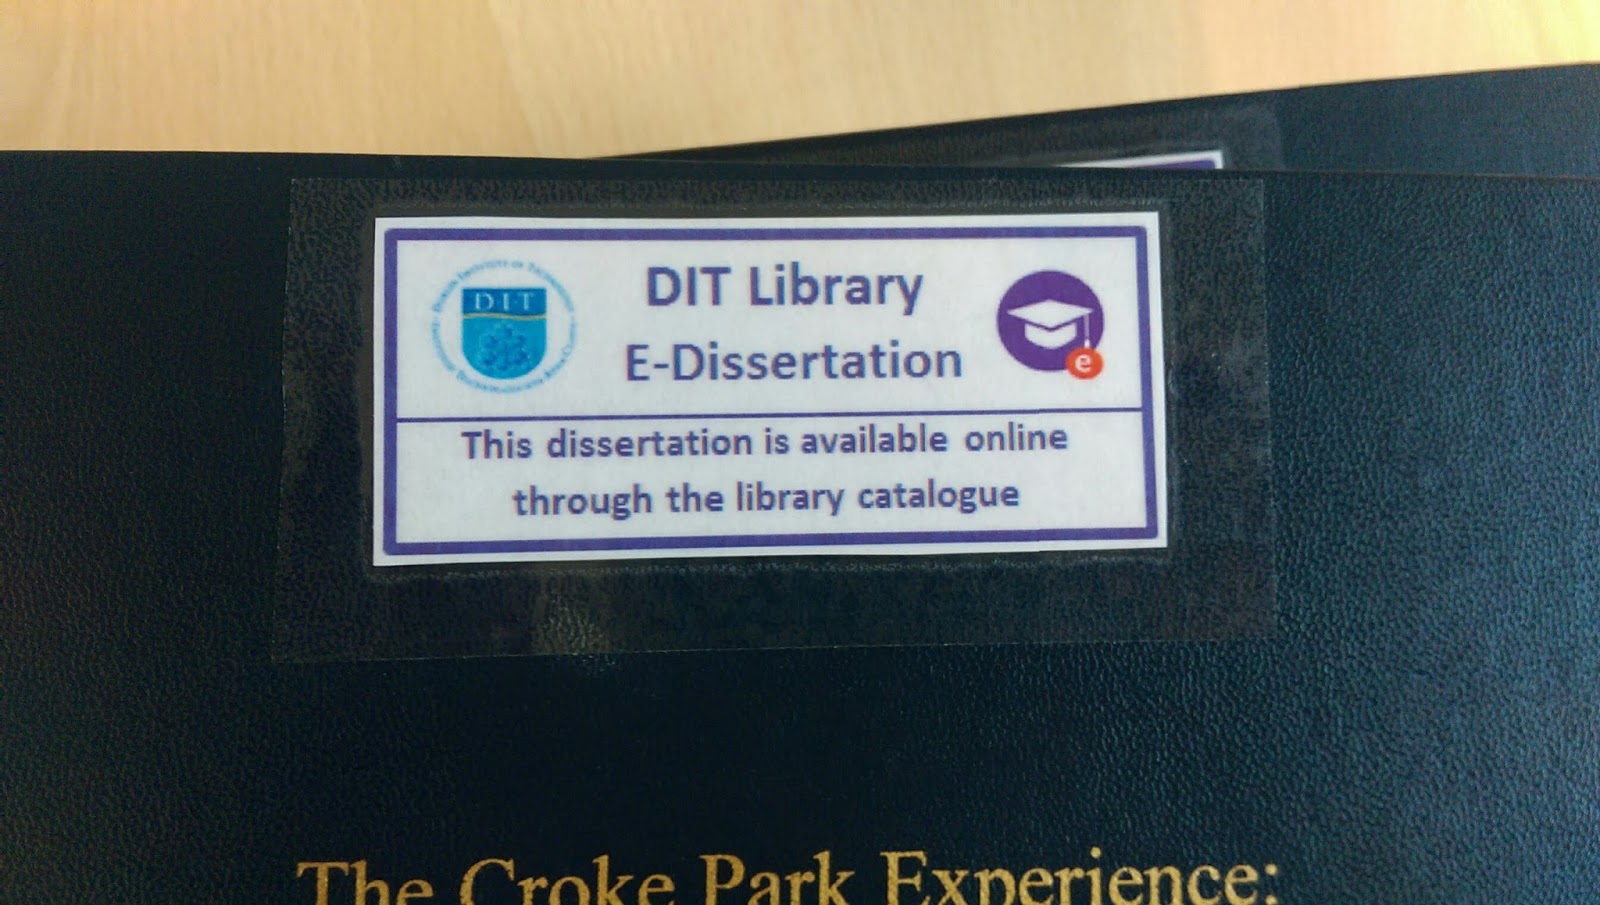 DIT Library
E-Dissertation
DIT
e
This dissertation is available online
through the library catalogue
The Croke Park Experience: